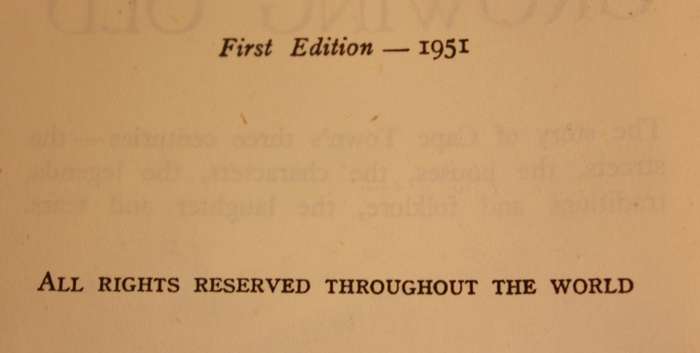 First Edition — 1951
ALL RIGHTS RESERVED THROUGHOUT THE WORLD